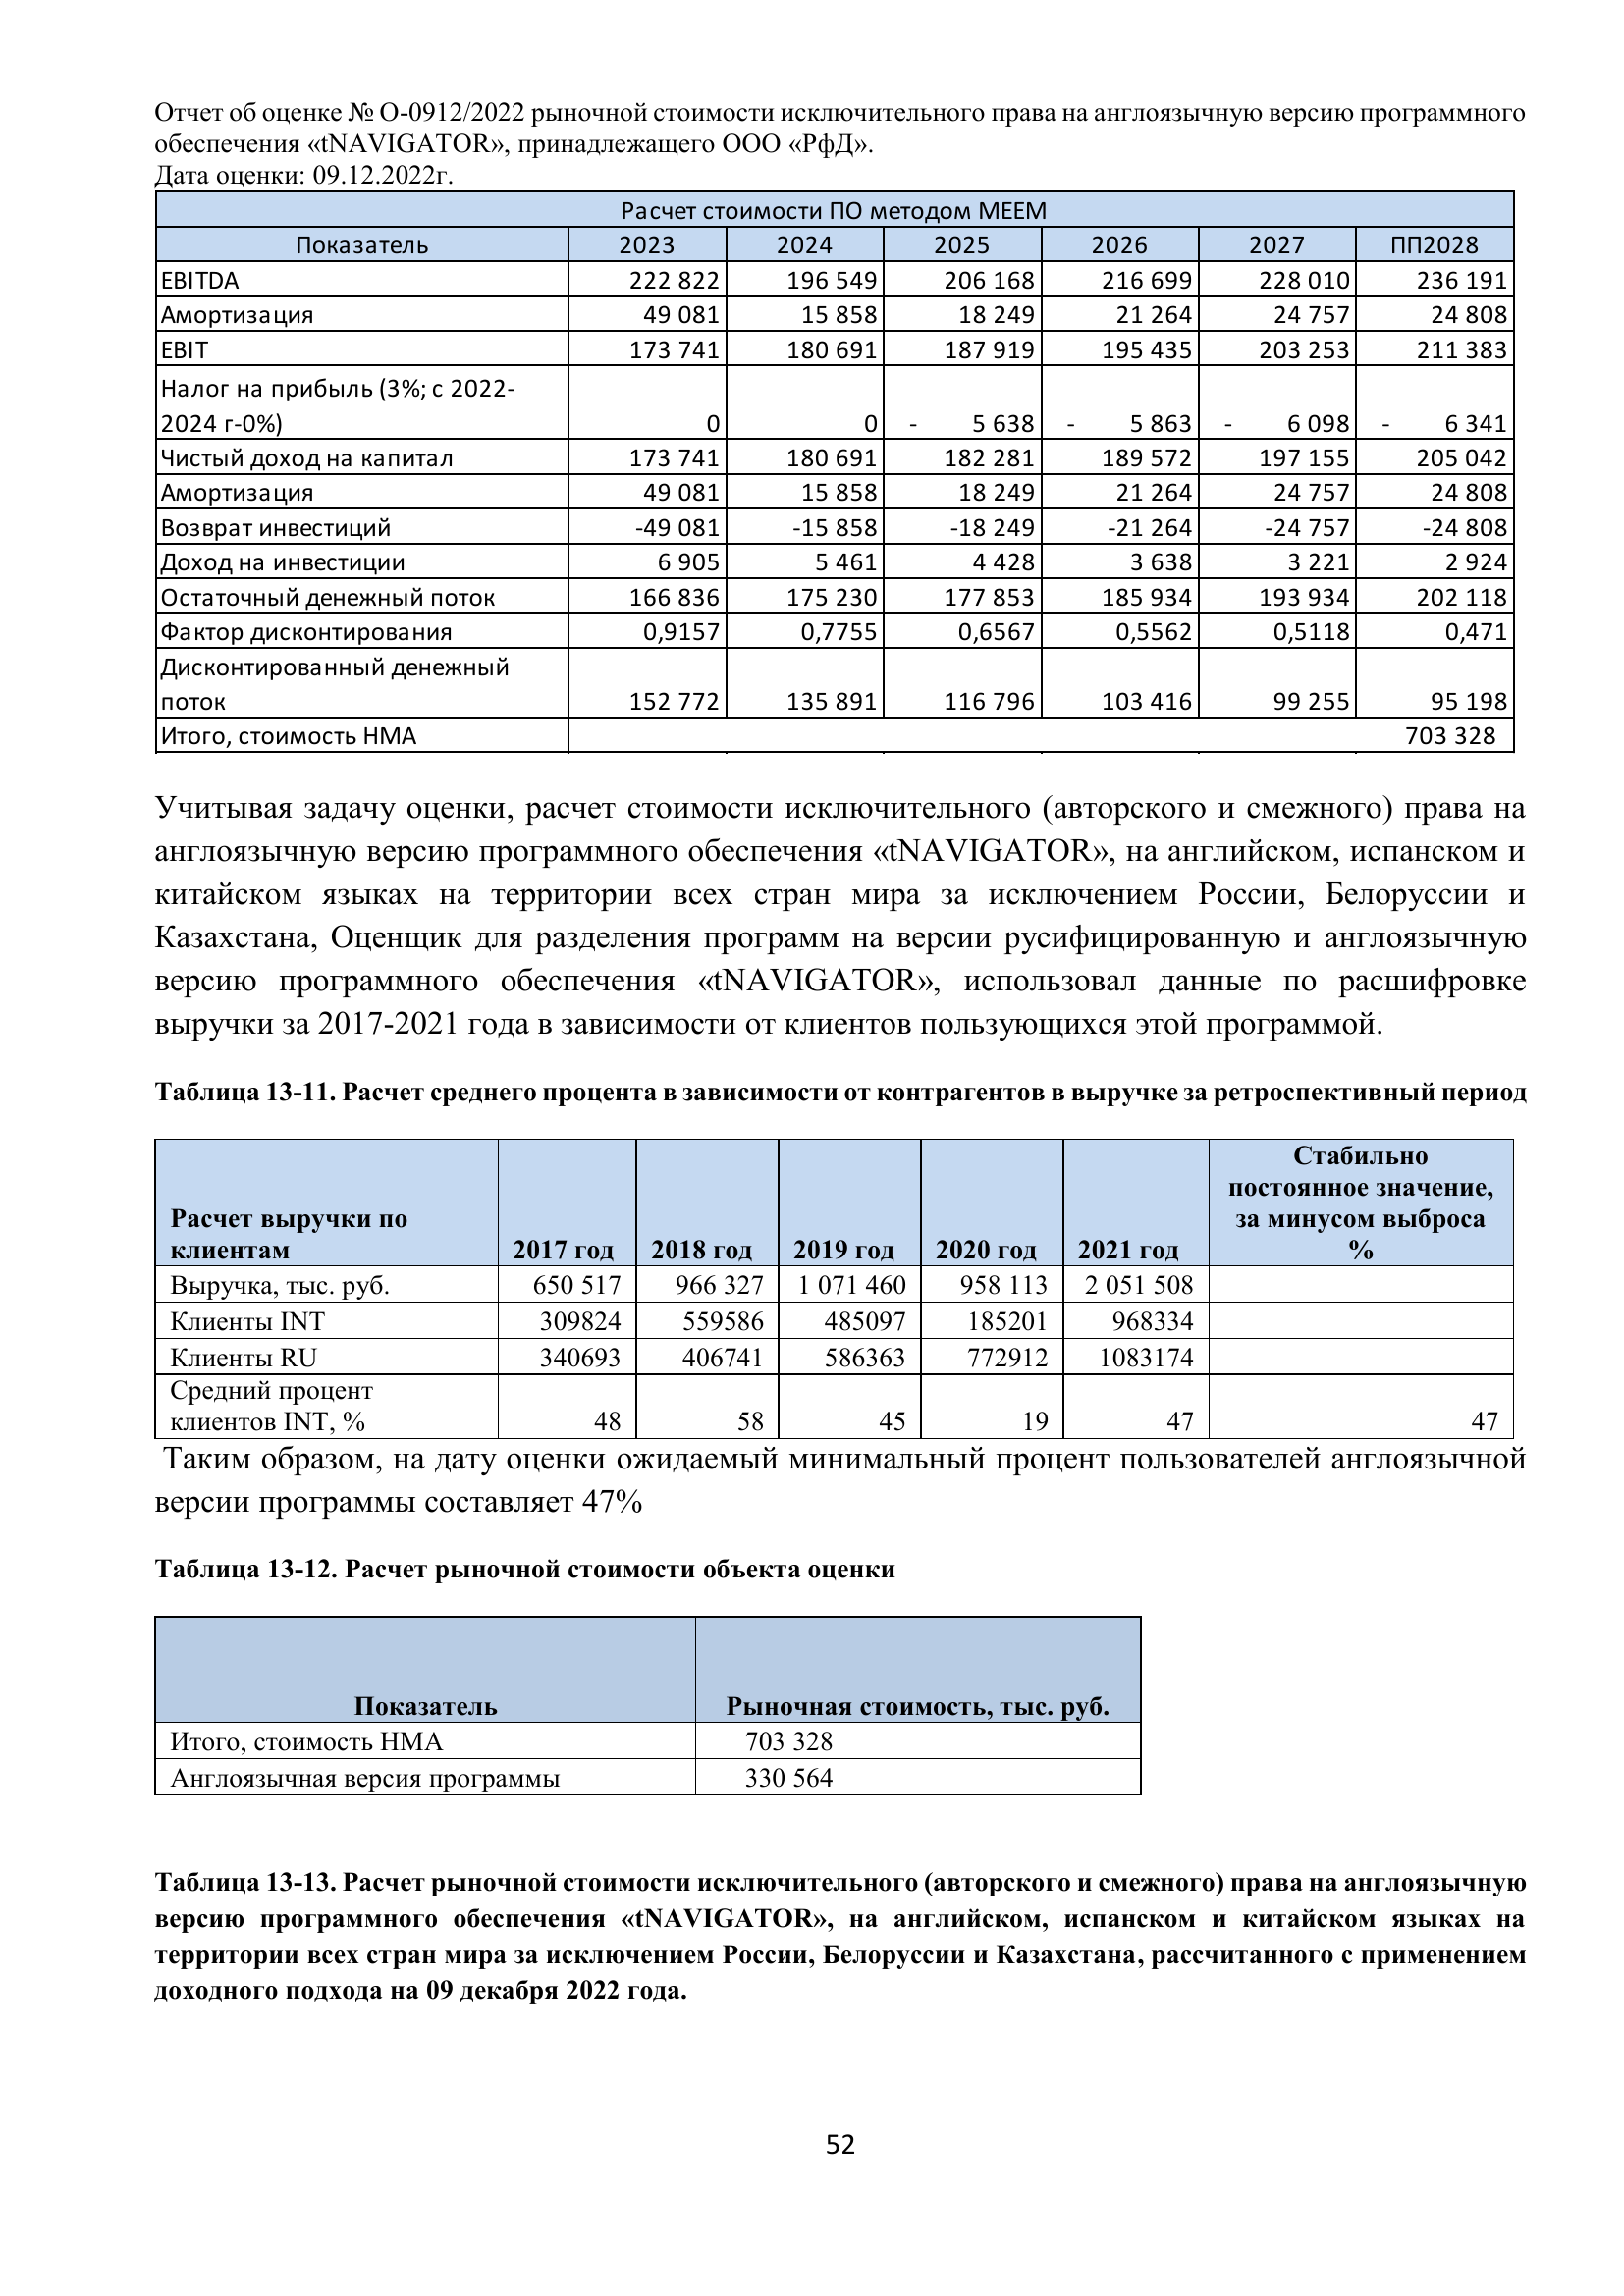 Отчет об оценке № О-0912/2022 рыночной стоимости исключительного права на англоязычную версию программного
обеспечения «tNAVIGATOR», принадлежащего ООО «РфД».
Дата оценки: 09.12.2022г.
Расчет стоимости ПО методом МЕЕМ
Показатель 2023 2024 2025 2026 2027 ПП2028
EBITDA 222 822 196 549 206 168 216 699 228 010 236 191
Амортизация 49 081 15 858 18 249 21 264 24 757 24 808
EBIT 173 741 180 691 187 919 195 435 203 253 211 383
Налог на прибыль (3%; с 2022-
2024 г-0%) 0 0 - 5 638 - 5 863 - 6 098 - 6 341
Чистый доход на капитал 173 741 180 691 182 281 189 572 197 155 205 042
Амортизация 49 081 15 858 18 249 21 264 24 757 24 808
Возврат инвестиций -49 081 -15 858 -18 249 -21 264 -24 757 -24 808
Доход на инвестиции 6 905 5 461 4 428 3 638 3 221 2 924
Остаточный денежный поток 166 836 175 230 177 853 185 934 193 934 202 118
Фактор дисконтирования 0,9157 0,7755 0,6567 0,5562 0,5118 0,471
Дисконтированный денежный
поток 152 772 135 891 116 796 103 416 99 255 95 198
Итого, стоимость НМА 703 328
Учитывая задачу оценки, расчет стоимости исключительного (авторского и смежного) права на
англоязычную версию программного обеспечения «tNAVIGATOR», на английском, испанском и
китайском языках на территории всех стран мира за исключением России, Белоруссии и
Казахстана, Оценщик для разделения программ на версии русифицированную и англоязычную
версию программного обеспечения «tNAVIGATOR», использовал данные по расшифровке
выручки за 2017-2021 года в зависимости от клиентов пользующихся этой программой.
Таблица 13-11. Расчет среднего процента в зависимости от контрагентов в выручке за ретроспективный период
Стабильно
постоянное значение,
Расчет выручки по за минусом выброса
клиентам 2017 год 2018 год 2019 год 2020 год 2021 год %
Выручка, тыс. руб. 650 517 966 327 1 071 460 958 113 2 051 508
Клиенты INT 309824 559586 485097 185201 968334
Клиенты RU 340693 406741 586363 772912 1083174
Средний процент
клиентов INT, % 48 58 45 19 47 47
Таким образом, на дату оценки ожидаемый минимальный процент пользователей англоязычной
версии программы составляет 47%
Таблица 13-12. Расчет рыночной стоимости объекта оценки
Показатель Рыночная стоимость, тыс. руб.
Итого, стоимость НМА 703 328
Англоязычная версия программы 330 564
Таблица 13-13. Расчет рыночной стоимости исключительного (авторского и смежного) права на англоязычную
версию программного обеспечения «tNAVIGATOR», на английском, испанском и китайском языках на
территории всех стран мира за исключением России, Белоруссии и Казахстана, рассчитанного с применением
доходного подхода на 09 декабря 2022 года.
52